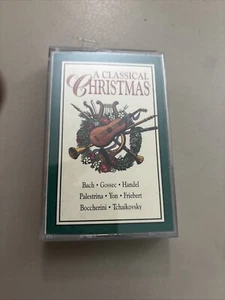 A CLASSICAL
CHRISTMAS
Bach • Gossec • Handel
Palestrina • Yon • Friebert
Boccherini • Tchaikovsky